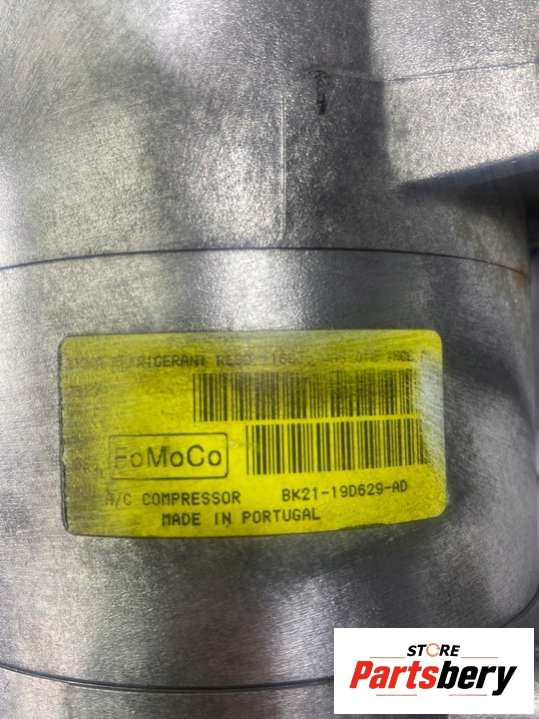 REFRIGERANT
FoMoCo
A/C COMPRESSOR BK21-19D629-AD
MADE IN PORTUGAL
STORE
Partsbery